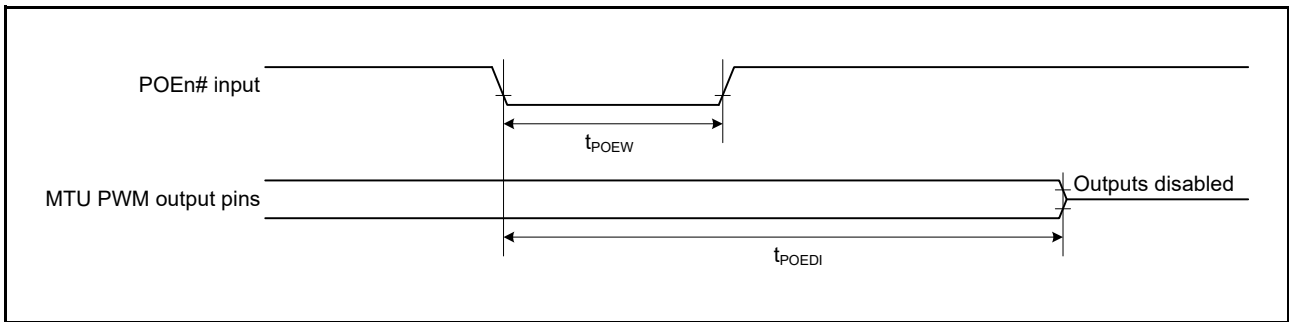 POEn# input
tPOEW
MTU PWM output pins
Outputs disabled
tPOEDI